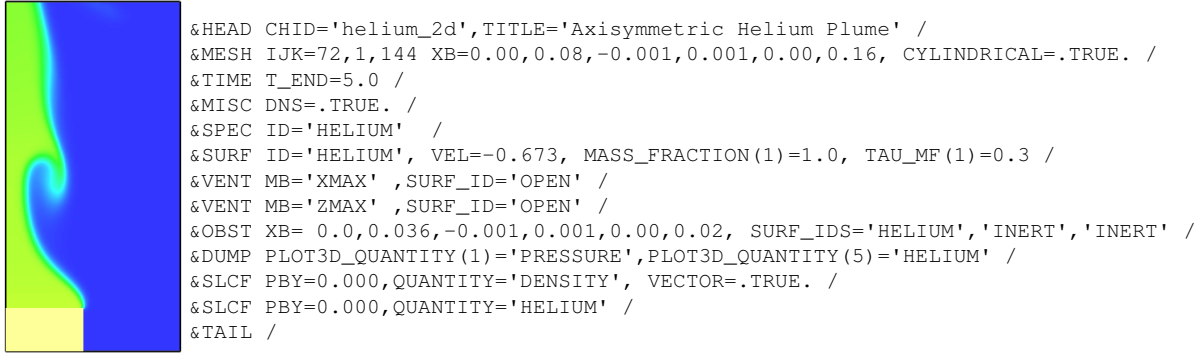 &HEAD CHID='helium_2d',TITLE='Axisymmetric Helium Plume' /
&MESH IJK=72,1,144 XB=0.00,0.08,-0.001,0.001,0.00,0.16, CYLINDRICAL=.TRUE. /
&TIME T_END=5.0 /
&MISC DNS=.TRUE. /
&SPEC ID='HELIUM'  /
&SURF ID='HELIUM', VEL=-0.673, MASS_FRACTION(1)=1.0, TAU_MF(1)=0.3 /
&VENT MB='XMAX' ,SURF_ID='OPEN' /
&VENT MB='ZMAX' ,SURF_ID='OPEN' /
&OBST XB= 0.0,0.036,-0.001,0.001,0.00,0.02, SURF_IDS='HELIUM','INERT','INERT' /
&DUMP PLOT3D_QUANTITY(1)='PRESSURE',PLOT3D_QUANTITY(5)='HELIUM' /
&SLCF PBY=0.000,QUANTITY='DENSITY', VECTOR=.TRUE. /
&SLCF PBY=0.000,QUANTITY='HELIUM' /
&TAIL /